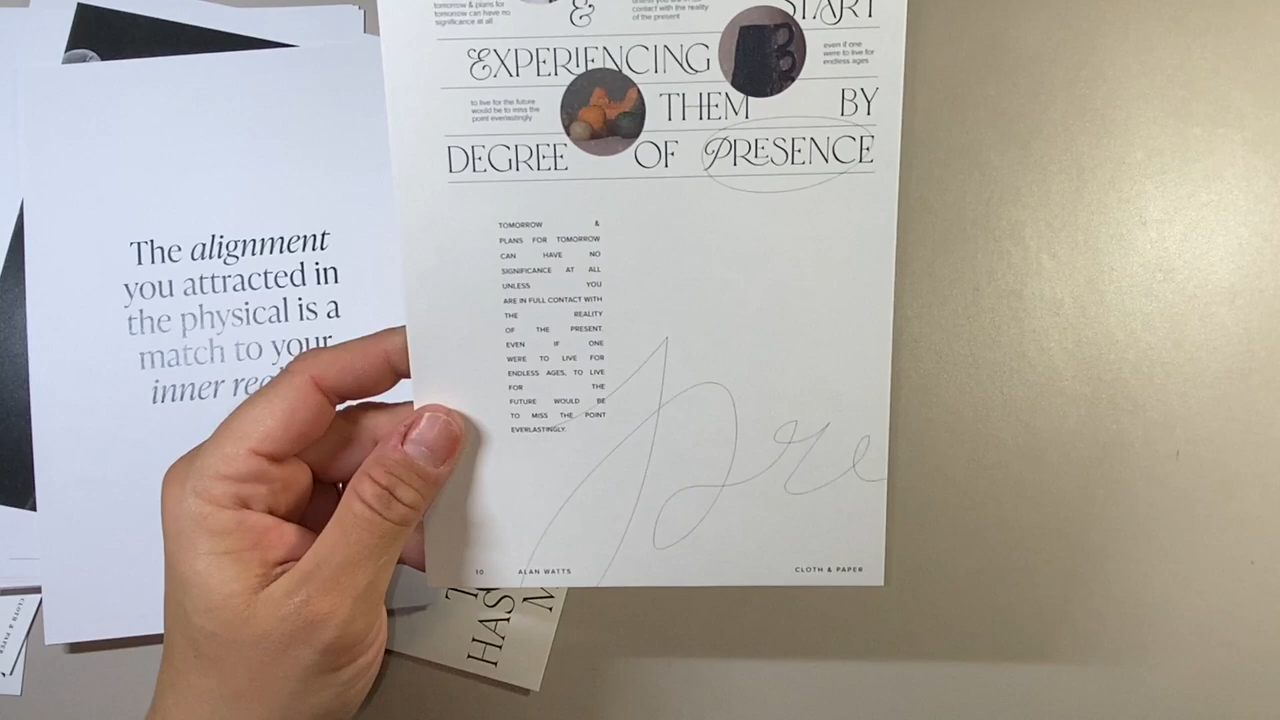 tomorrow & plans for
tomorrow can have no
significance at all
&
contact with the reality
of the present
START
EXPERIENCING
even if one
were to live for
endless ages
to live for the future
would be to miss the
point everlastingly
THEM BY
DEGREE OF PRESENCE
TOMORROW &
PLANS FOR TOMORROW
CAN HAVE NO
SIGNIFICANCE AT ALL
UNLESS YOU
ARE IN FULL CONTACT WITH
THE REALITY
OF THE PRESENT.
EVEN IF ONE
WERE TO LIVE FOR
ENDLESS AGES, TO LIVE
FOR THE
FUTURE WOULD BE
TO MISS THE POINT
EVERLASTINGLY.
pre
10. ALAN WATTS CLOTH & PAPER
The alignment
you attracted in
the physical is a
match to your
inner
HAS
CLOTH & PAPER